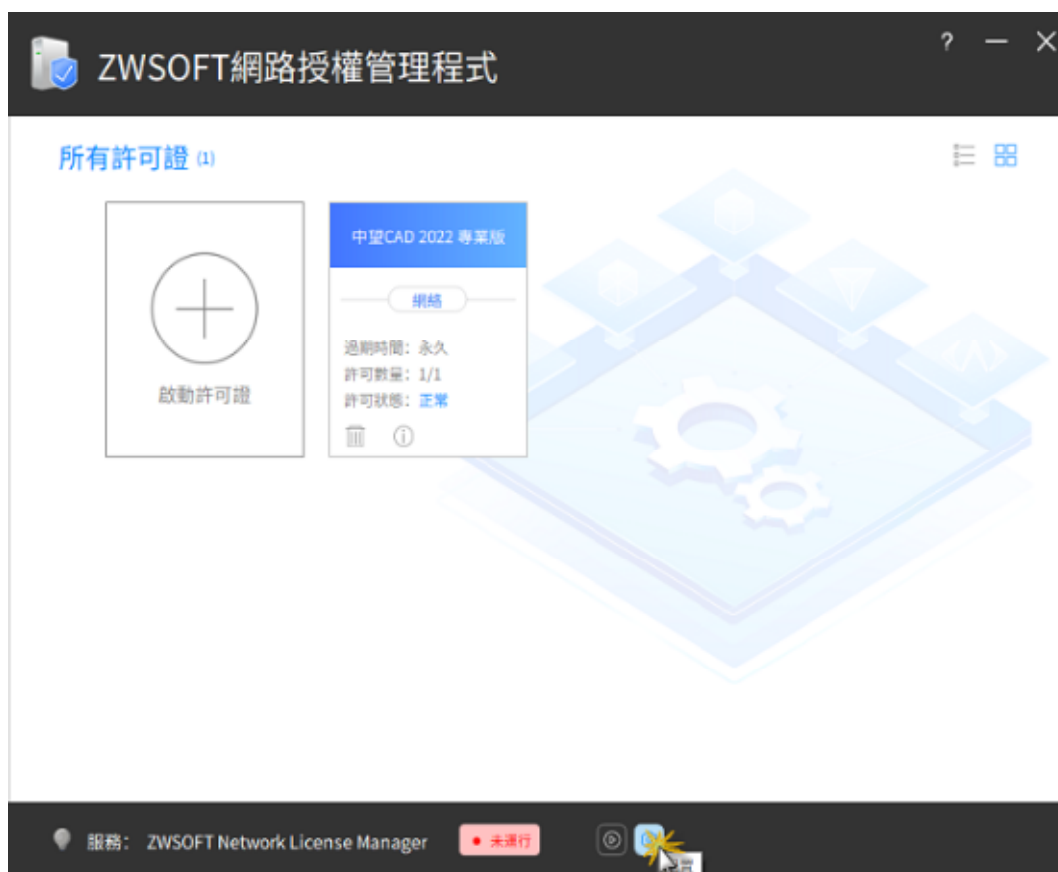 ZWSOFT網路授權管理程式
?
所有許可證 (1)
中望CAD 2022 專業版
網絡
過期時間：永久
許可數量：1/1
許可狀態：正常
啟動許可證
服務： ZWSOFT Network License Manager
未運行